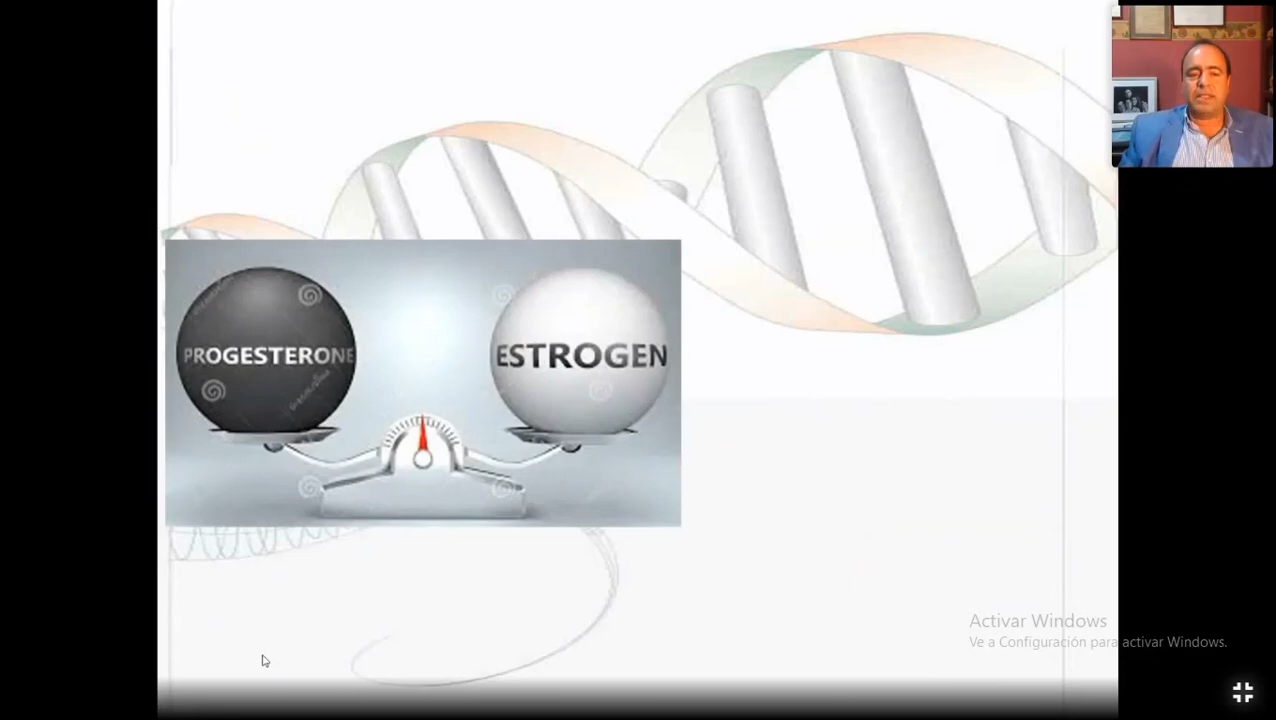 PROGESTERONE
ESTROGEN
Activar Windows
Ve a Configuración para activar Windows.